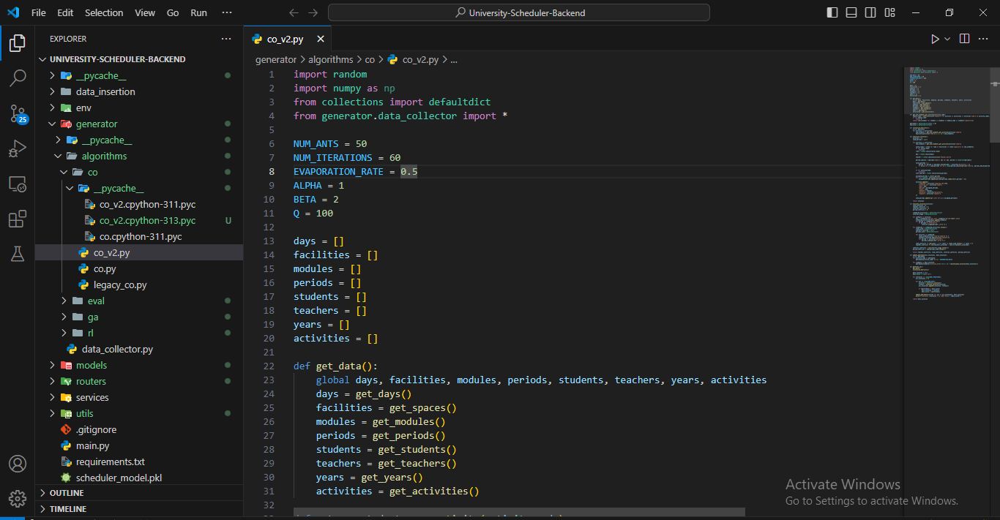 File Edit Selection View Go Run ···
University-Scheduler-Backend
EXPLORER
UNIVERSITY-SCHEDULER-BACKEND
__pycache__
data_insertion
env
generator
__pycache__
algorithms
co
__pycache__
co_v2.cpython-311.pyc
co_v2.cpython-313.pyc U
co.cpython-311.pyc
co_v2.py
co.py
legacy_co.py
eval
ga
rl
data_collector.py
models
routers
services
utils
.gitignore
main.py
requirements.txt
scheduler_model.pkl
OUTLINE
TIMELINE
25
co_v2.py
generator > algorithms > co > co_v2.py > ...
1 import random
2 import numpy as np
3 from collections import defaultdict
4 from generator.data_collector import *
5
6 NUM_ANTS = 50
7 NUM_ITERATIONS = 60
8 EVAPORATION_RATE = 0.5
9 ALPHA = 1
10 BETA = 2
11 Q = 100
12
13 days = []
14 facilities = []
15 modules = []
16 periods = []
17 students = []
18 teachers = []
19 years = []
20 activities = []
21
22 def get_data():
23 global days, facilities, modules, periods, students, teachers, years, activities
24 days = get_days()
25 facilities = get_spaces()
26 modules = get_modules()
27 periods = get_periods()
28 students = get_students()
29 teachers = get_teachers()
30 years = get_years()
31 activities = get_activities()
32
Activate Windows
Go to Settings to activate Windows.